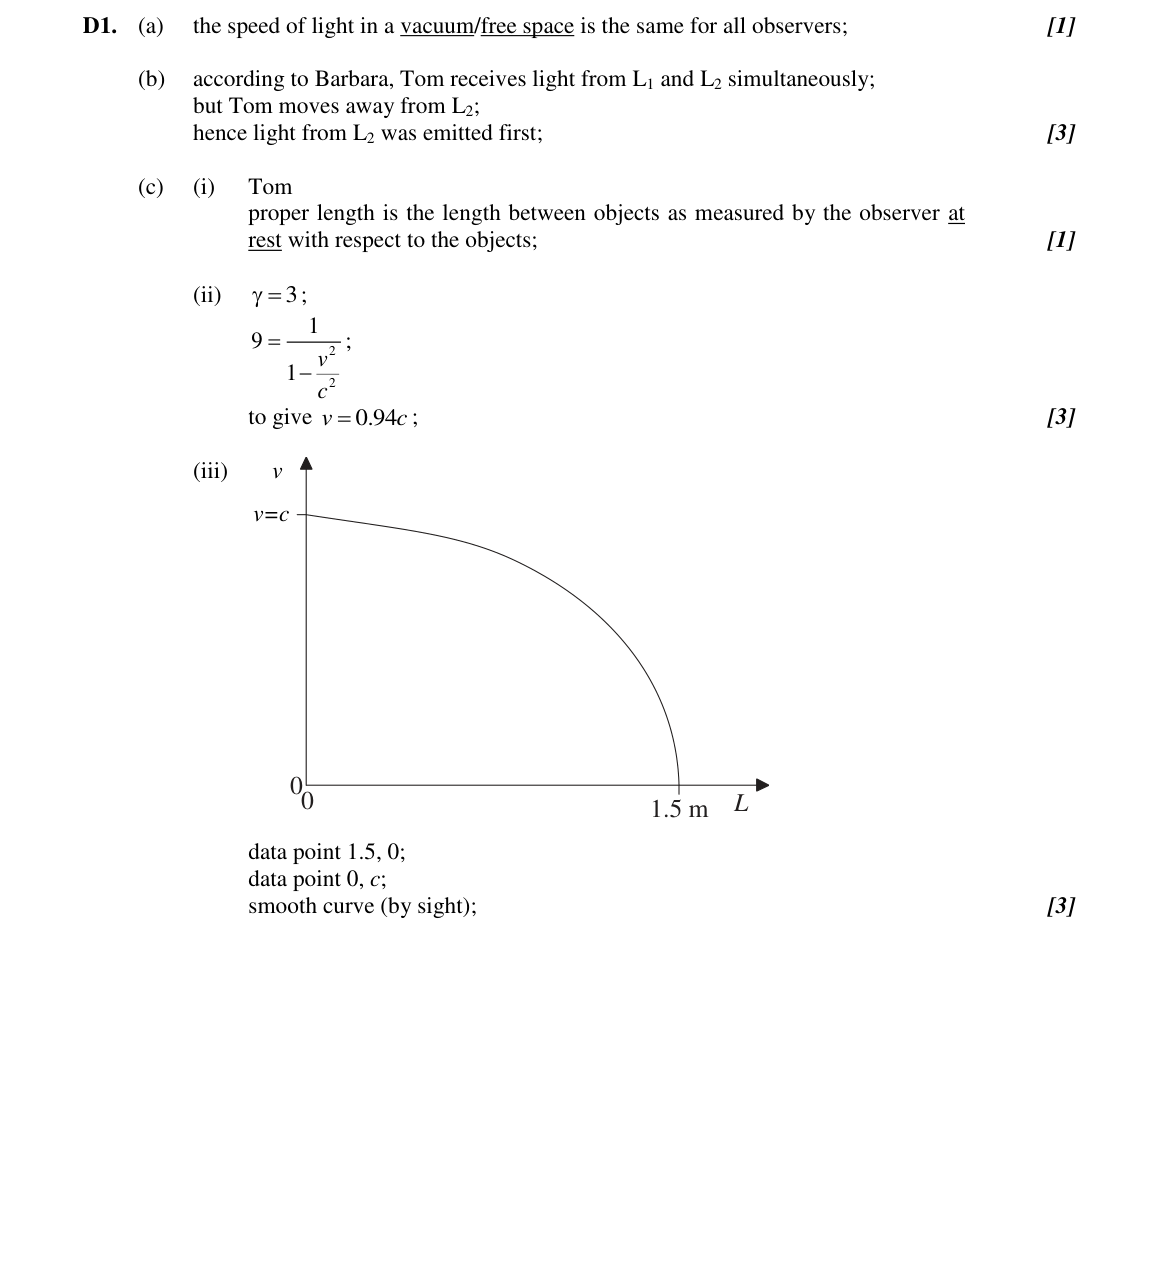 D1. (a) the speed of light in a vacuum/free space is the same for all observers; [1]
(b) according to Barbara, Tom receives light from L₁ and L₂ simultaneously;
but Tom moves away from L₂;
hence light from L₂ was emitted first; [3]
(c) (i) Tom
proper length is the length between objects as measured by the observer at
rest with respect to the objects; [1]
(ii) γ = 3 ;
9 = 1 / (1 − v²/c²) ;
to give v = 0.94c ; [3]
(iii) v
v=c
0
0
1.5 m L
data point 1.5, 0;
data point 0, c;
smooth curve (by sight); [3]